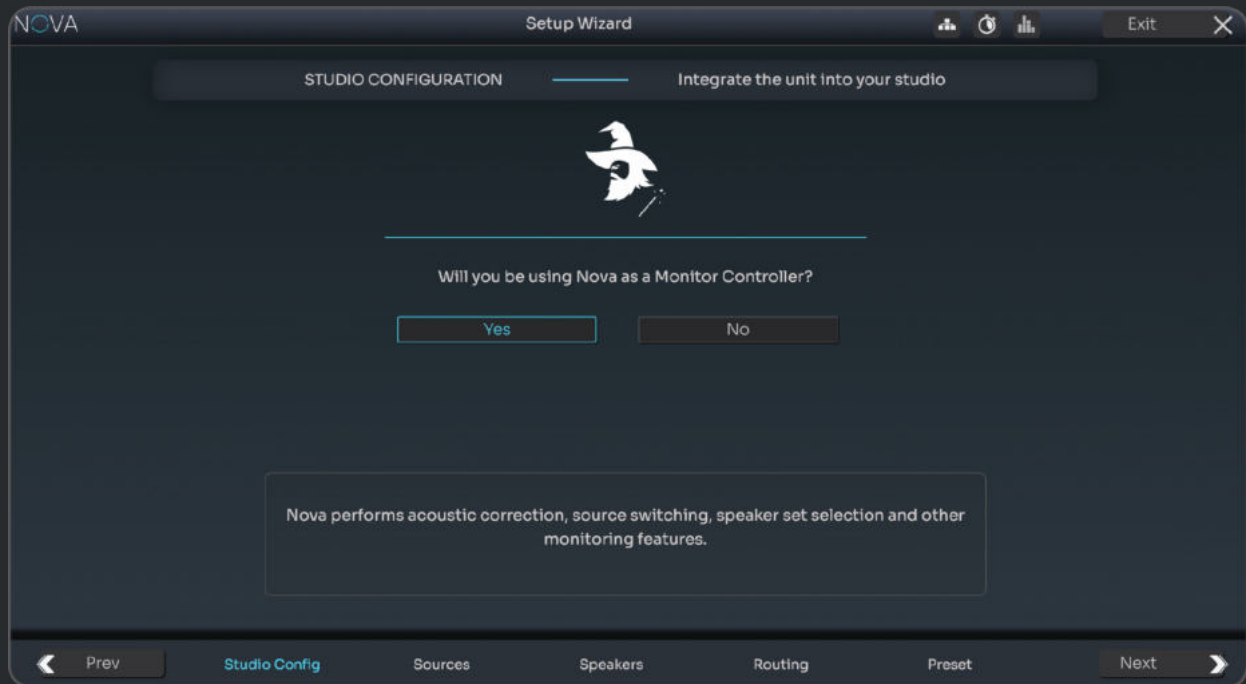 NOVA
Setup Wizard
Exit
STUDIO CONFIGURATION
Integrate the unit into your studio
Will you be using Nova as a Monitor Controller?
Yes
No
Nova performs acoustic correction, source switching, speaker set selection and other
monitoring features.
Prev
Studio Config
Sources
Speakers
Routing
Preset
Next